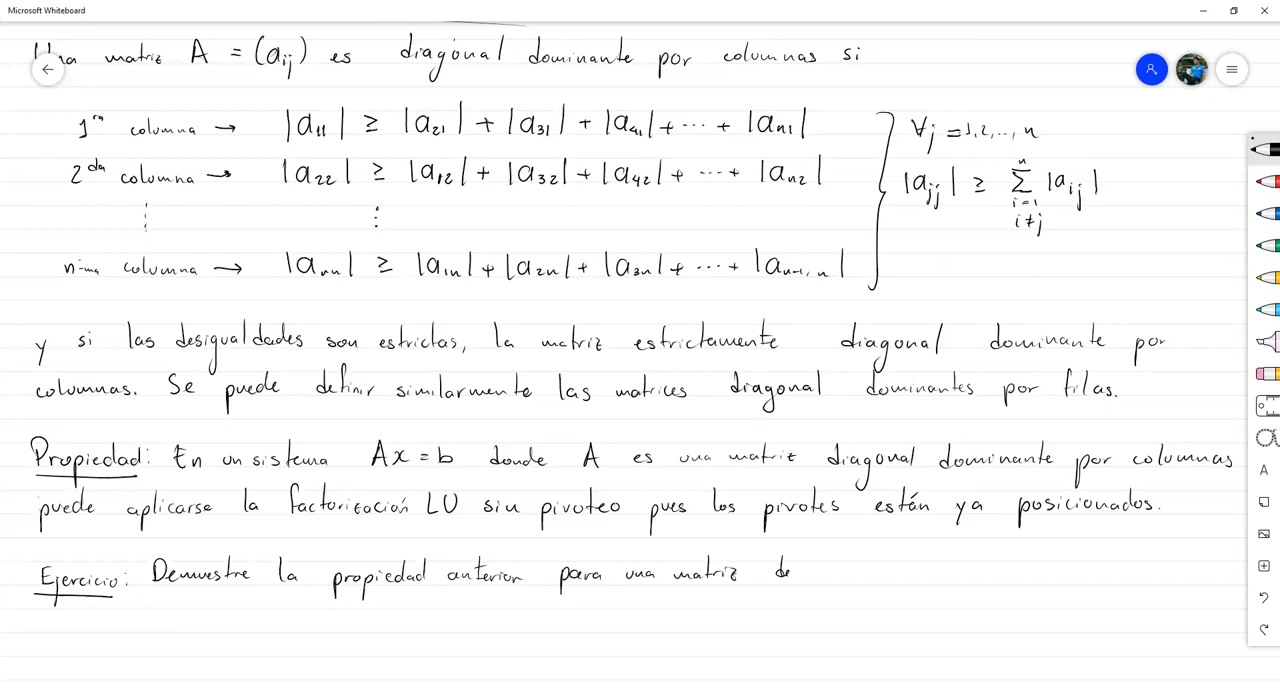 Microsoft Whiteboard
Una matriz A = (aij) es diagonal dominante por columnas si
1ra columna → |a11| ≥ |a21| + |a31| + |a41| + ... + |an1|
2da columna → |a22| ≥ |a12| + |a32| + |a42| + ... + |an2|
⋮ ⋮
n-ma columna → |ann| ≥ |a1n| + |a2n| + |a3n| + ... + |an-1,n|
∀j = 1,2,...,n
|ajj| ≥ n∑i=1 i≠j |aij|
y si las desigualdades son estrictas, la matriz estrictamente diagonal dominante por
columnas. Se puede definir similarmente las matrices diagonal dominantes por filas.
Propiedad: En un sistema Ax = b donde A es una matriz diagonal dominante por columnas
puede aplicarse la factorización LU sin pivoteo pues los pivotes están ya posicionados.
Ejercicio: Demuestre la propiedad anterior para una matriz de
A